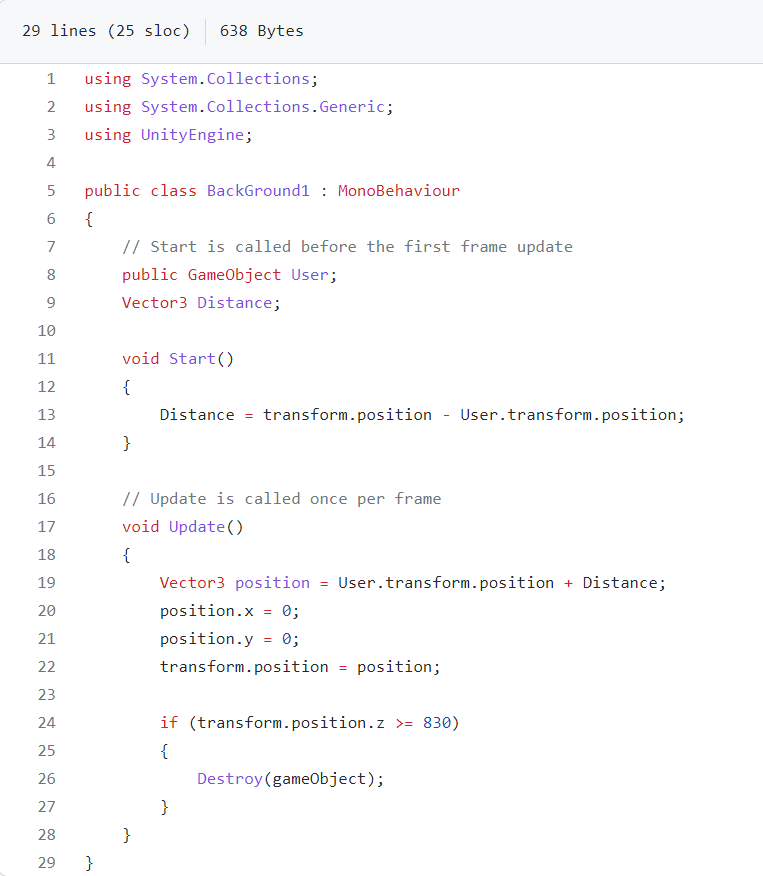 29 lines (25 sloc) 638 Bytes
1 using System.Collections;
2 using System.Collections.Generic;
3 using UnityEngine;
4
5 public class BackGround1 : MonoBehaviour
6 {
7     // Start is called before the first frame update
8     public GameObject User;
9     Vector3 Distance;
10
11     void Start()
12     {
13         Distance = transform.position - User.transform.position;
14     }
15
16     // Update is called once per frame
17     void Update()
18     {
19         Vector3 position = User.transform.position + Distance;
20         position.x = 0;
21         position.y = 0;
22         transform.position = position;
23
24         if (transform.position.z >= 830)
25         {
26             Destroy(gameObject);
27         }
28     }
29 }